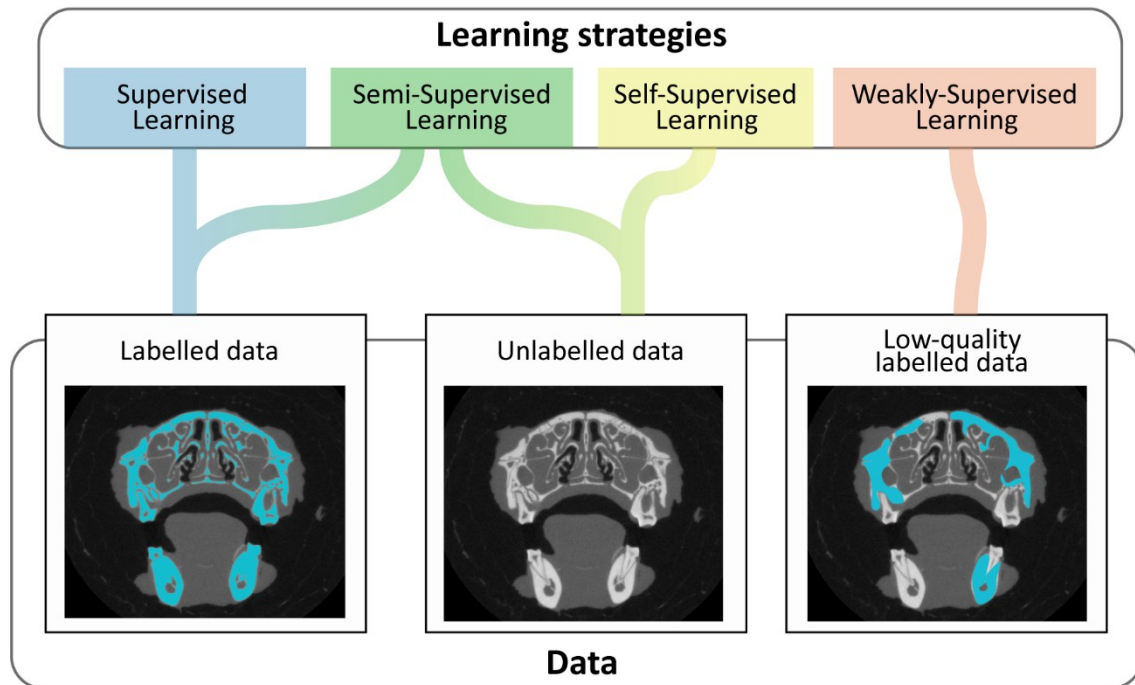 Learning strategies
Supervised
Learning
Semi-Supervised
Learning
Self-Supervised
Learning
Weakly-Supervised
Learning
Labelled data
Unlabelled data
Low-quality
labelled data
Data